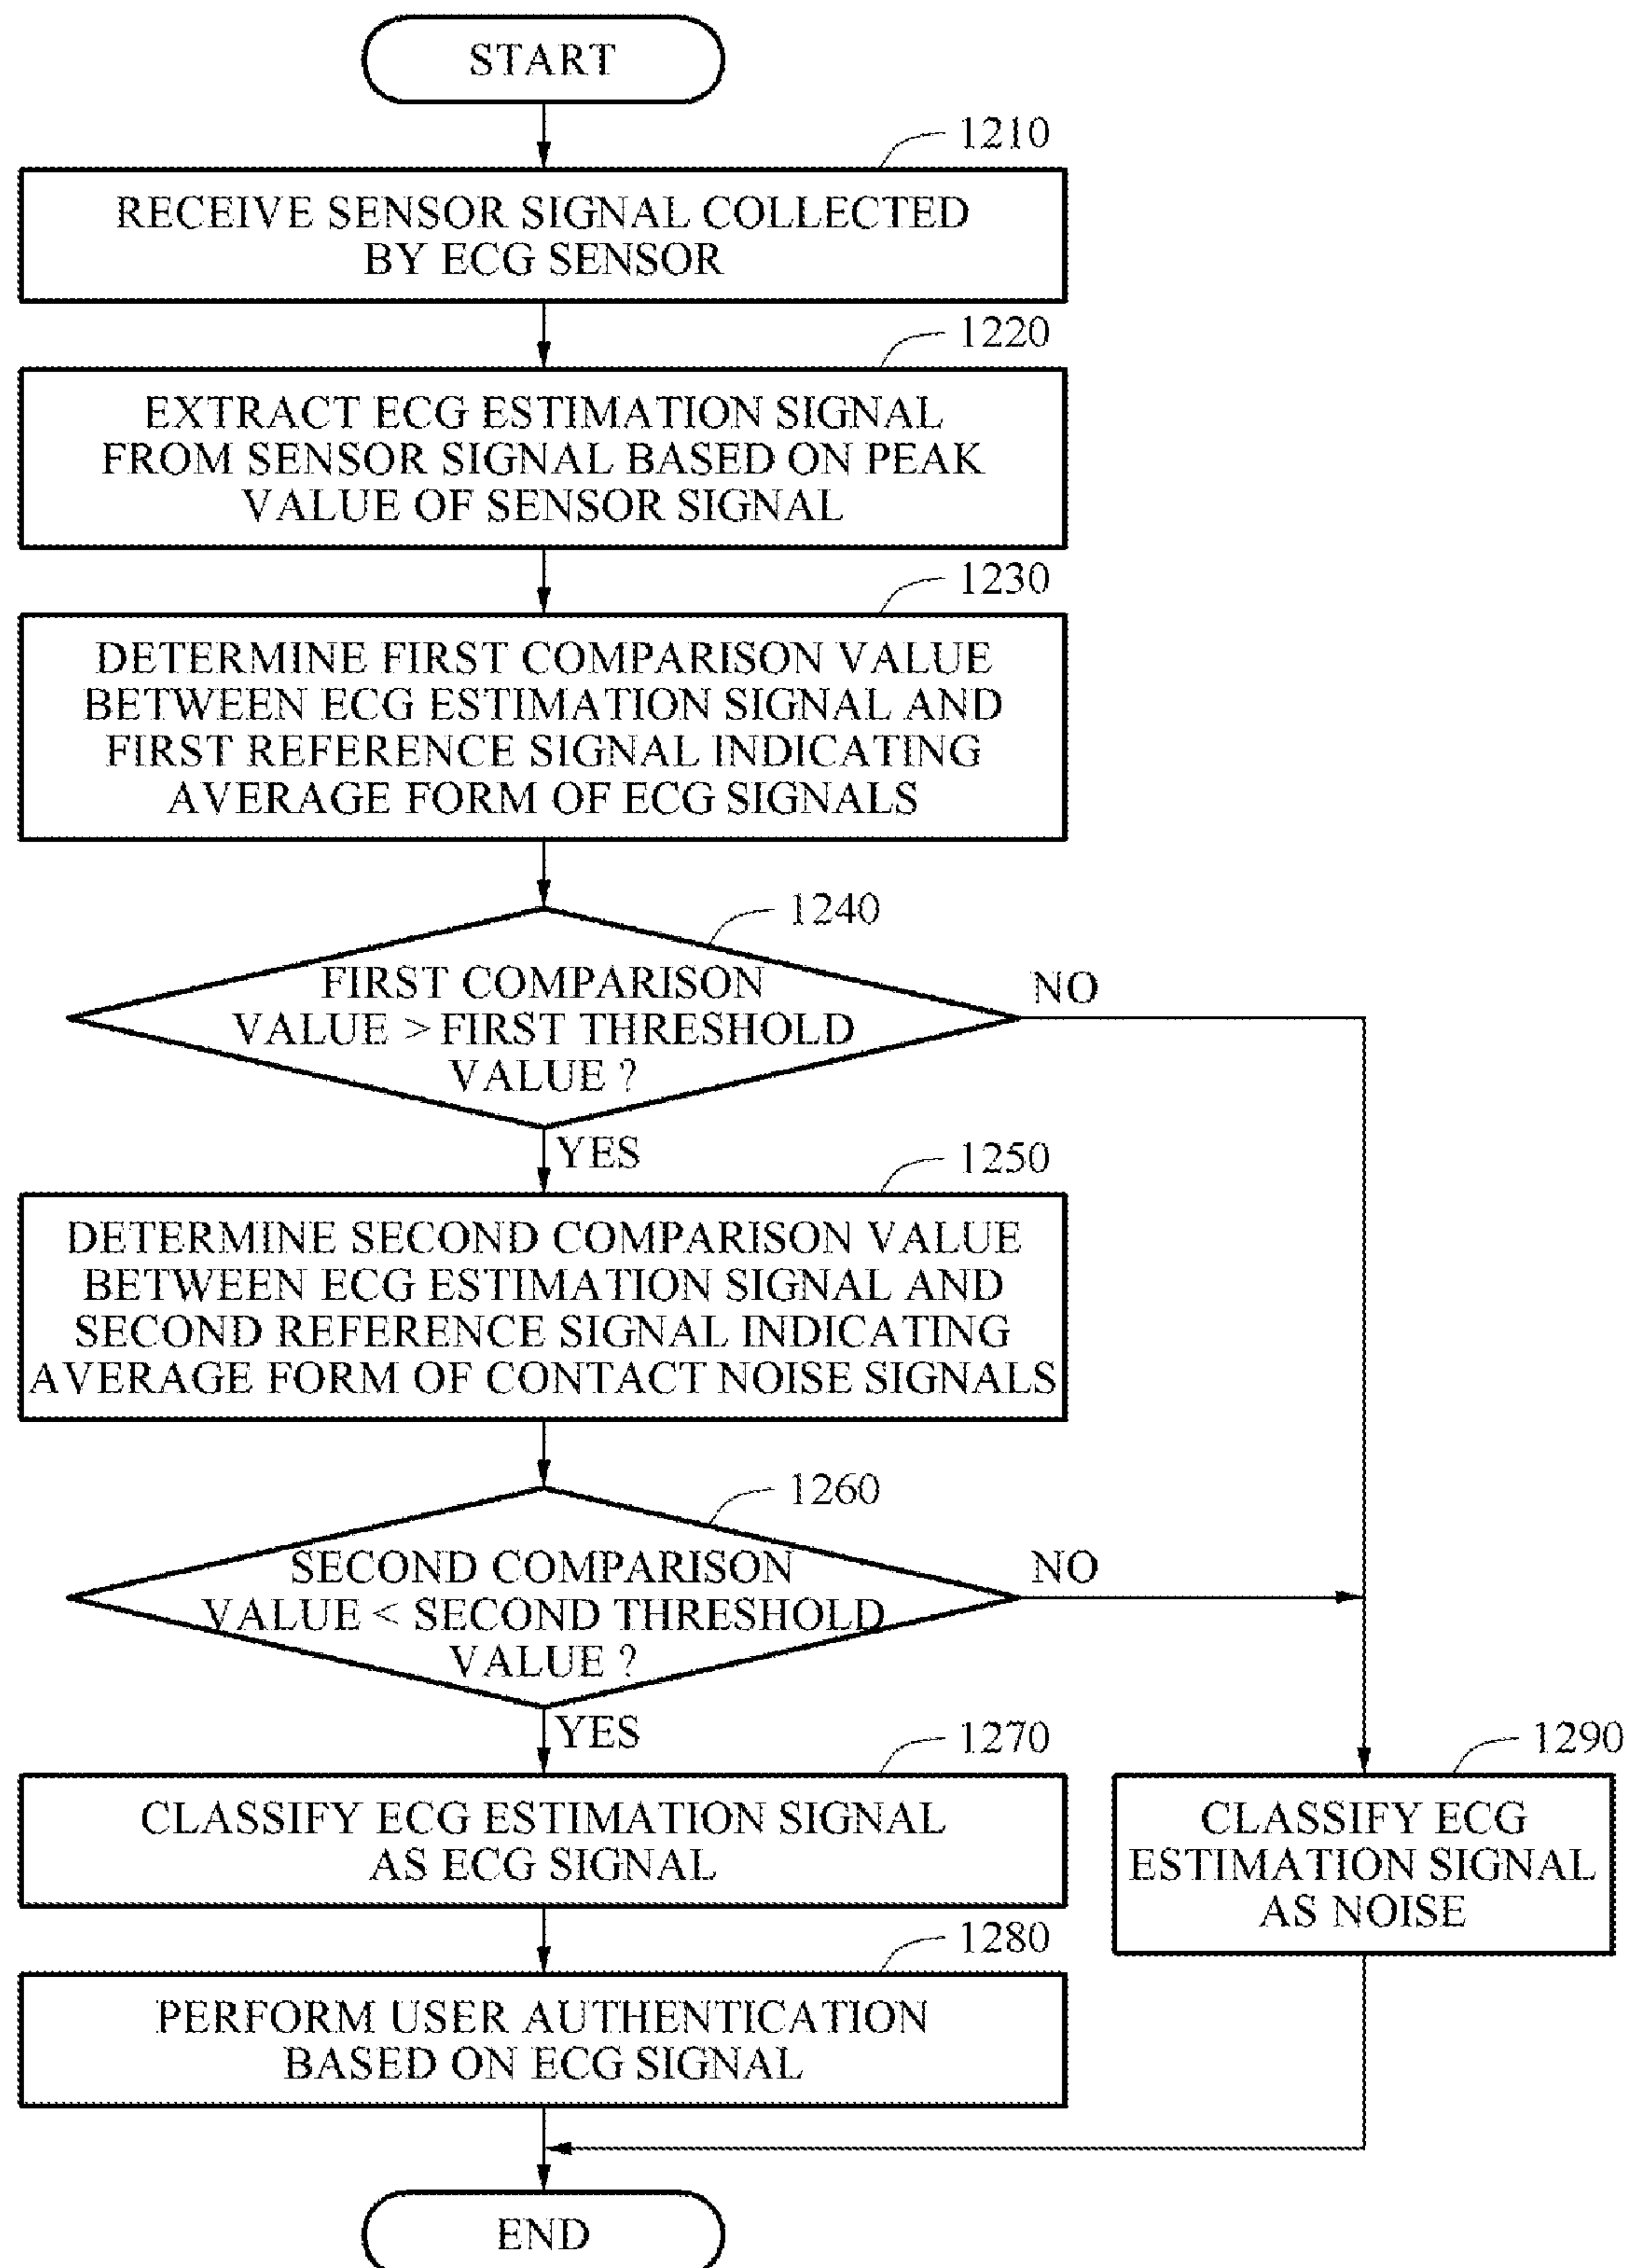 START
1210
RECEIVE SENSOR SIGNAL COLLECTED
BY ECG SENSOR
1220
EXTRACT ECG ESTIMATION SIGNAL
FROM SENSOR SIGNAL BASED ON PEAK
VALUE OF SENSOR SIGNAL
1230
DETERMINE FIRST COMPARISON VALUE
BETWEEN ECG ESTIMATION SIGNAL AND
FIRST REFERENCE SIGNAL INDICATING
AVERAGE FORM OF ECG SIGNALS
1240
FIRST COMPARISON
VALUE > FIRST THRESHOLD
VALUE ?
NO
YES
1250
DETERMINE SECOND COMPARISON VALUE
BETWEEN ECG ESTIMATION SIGNAL AND
SECOND REFERENCE SIGNAL INDICATING
AVERAGE FORM OF CONTACT NOISE SIGNALS
1260
SECOND COMPARISON
VALUE < SECOND THRESHOLD
VALUE ?
NO
YES
1270
CLASSIFY ECG ESTIMATION SIGNAL
AS ECG SIGNAL
1290
CLASSIFY ECG
ESTIMATION SIGNAL
AS NOISE
1280
PERFORM USER AUTHENTICATION
BASED ON ECG SIGNAL
END